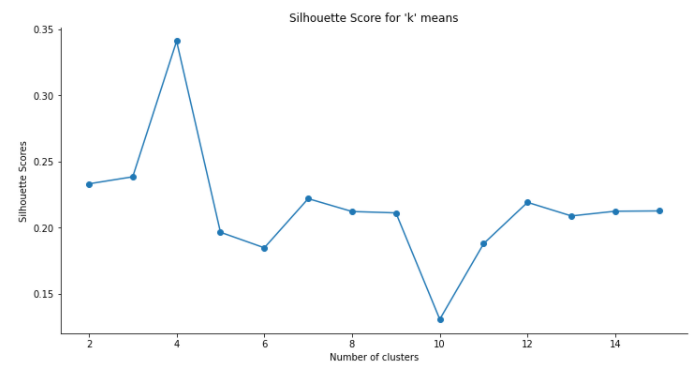 Silhouette Score for 'k' means
0.35
0.30
0.25
0.20
0.15
Silhouette Scores
2 4 6 8 10 12 14
Number of clusters